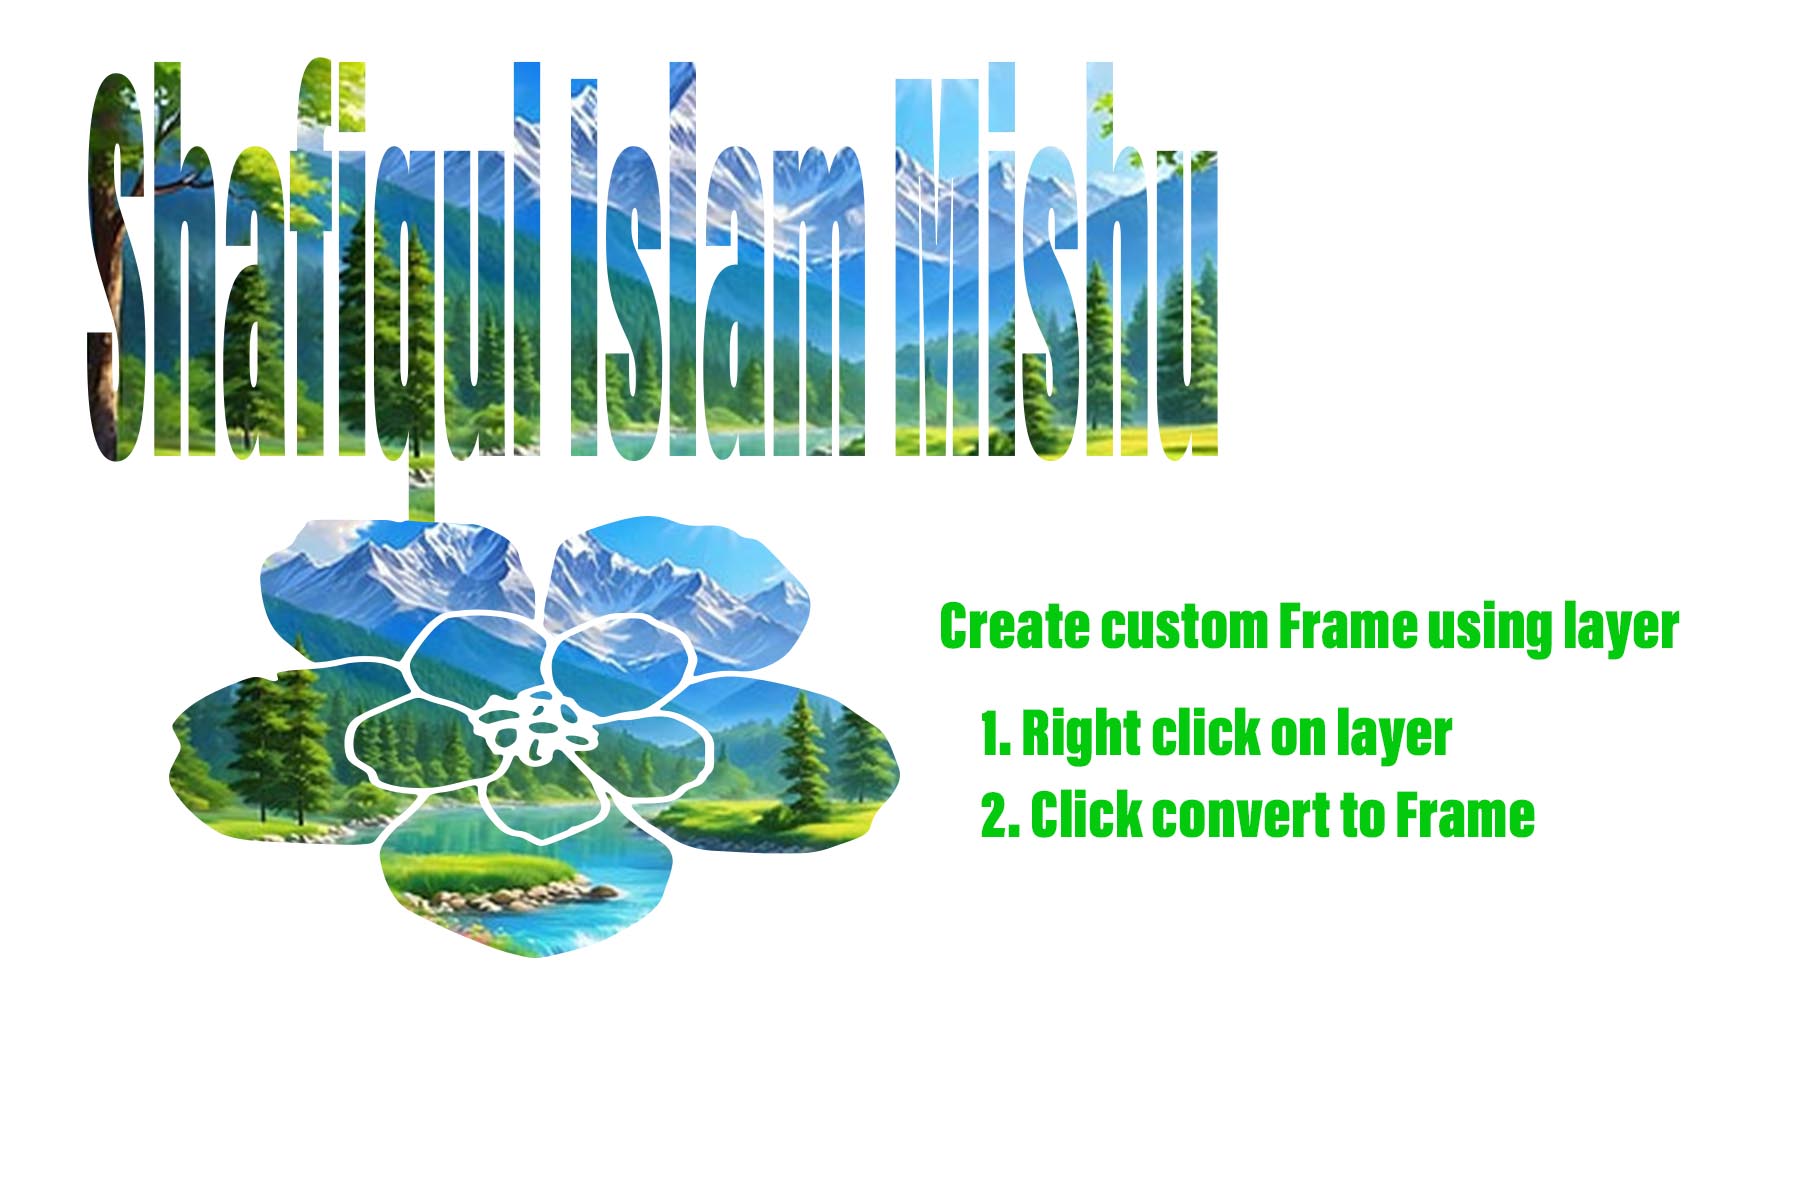 Shafiqul Islam Mishu
Create custom Frame using layer
1. Right click on layer
2. Click convert to Frame